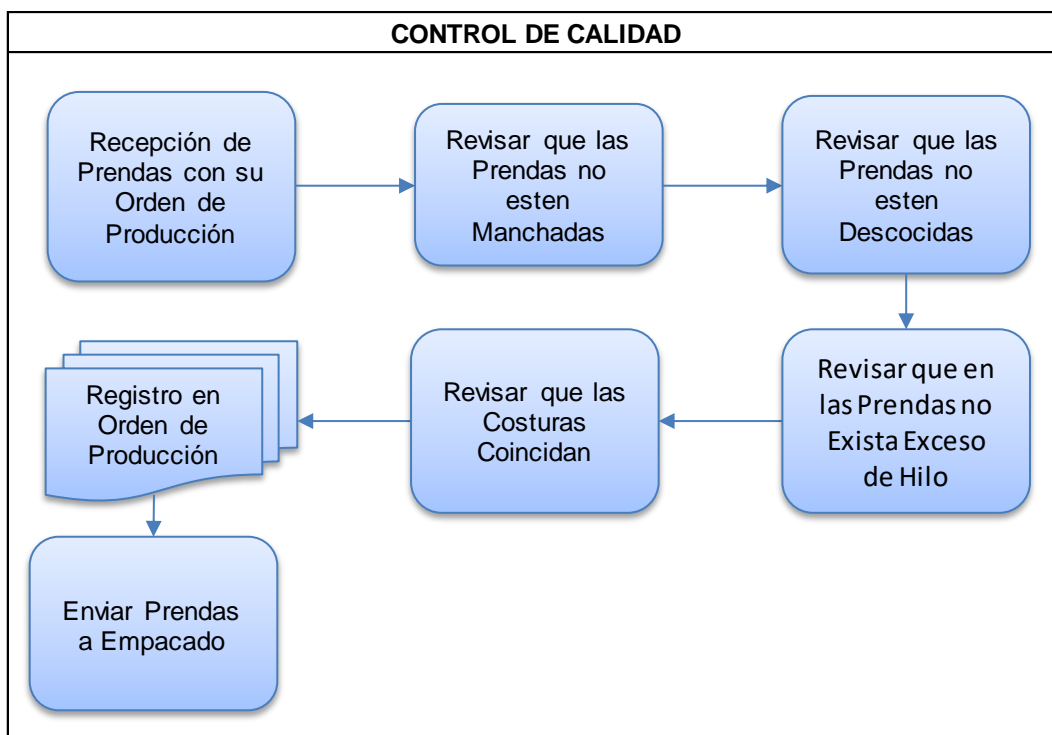 CONTROL DE CALIDAD
Recepción de
Prendas con su
Orden de
Producción
Revisar que las
Prendas no
esten
Manchadas
Revisar que las
Prendas no
esten
Descocidas
Revisar que en
las Prendas no
Exista Exceso
de Hilo
Revisar que las
Costuras
Coincidan
Registro en
Orden de
Producción
Enviar Prendas
a Empacado